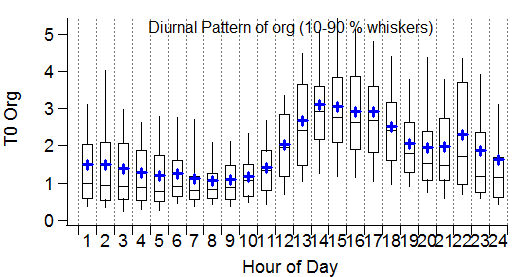 Diurnal Pattern of org (10-90 % whiskers)
5
4
3
2
1
0
T0 Org
1 2 3 4 5 6 7 8 9 10 11 12 13 14 15 16 17 18 19 20 21 22 23 24
Hour of Day